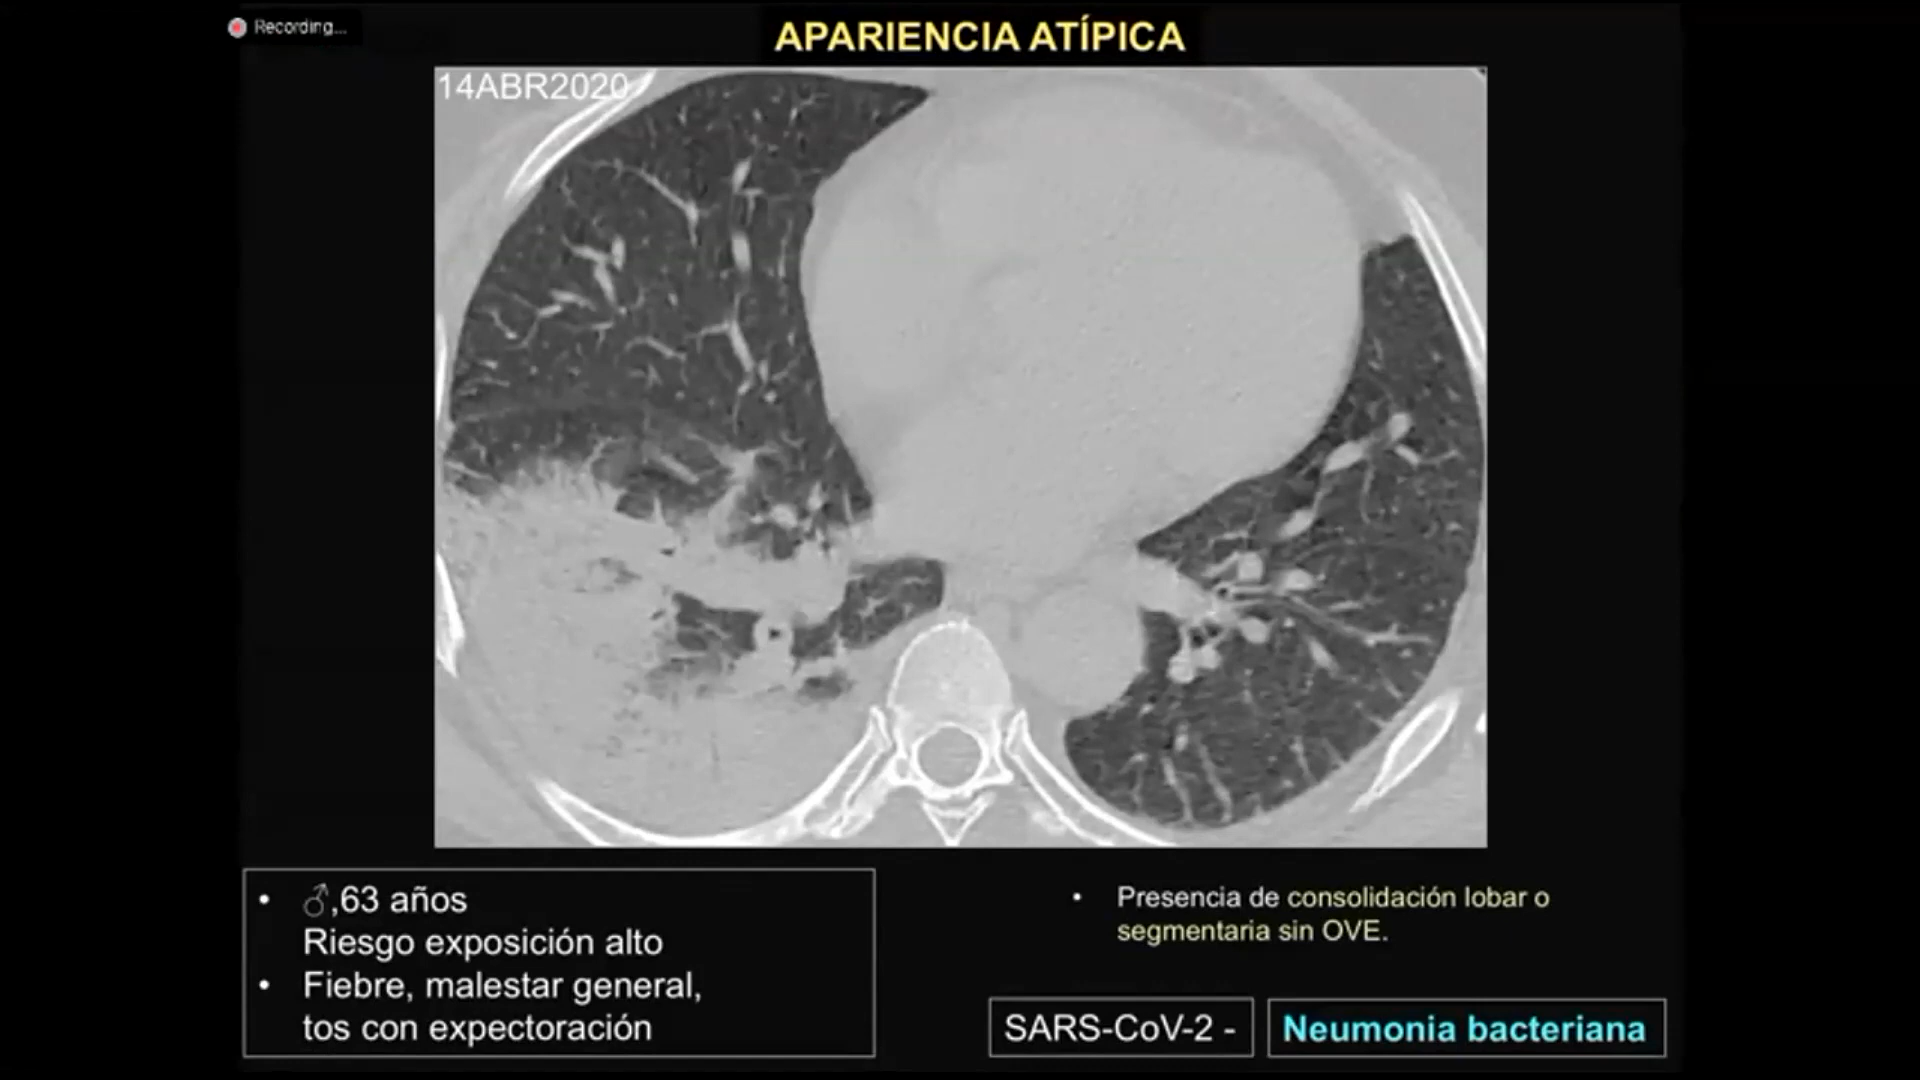 Recording...
APARIENCIA ATÍPICA
14ABR2020
• ♂,63 años
Riesgo exposición alto
• Fiebre, malestar general,
tos con expectoración
• Presencia de consolidación lobar o
segmentaria sin OVE.
SARS-CoV-2 -
Neumonia bacteriana